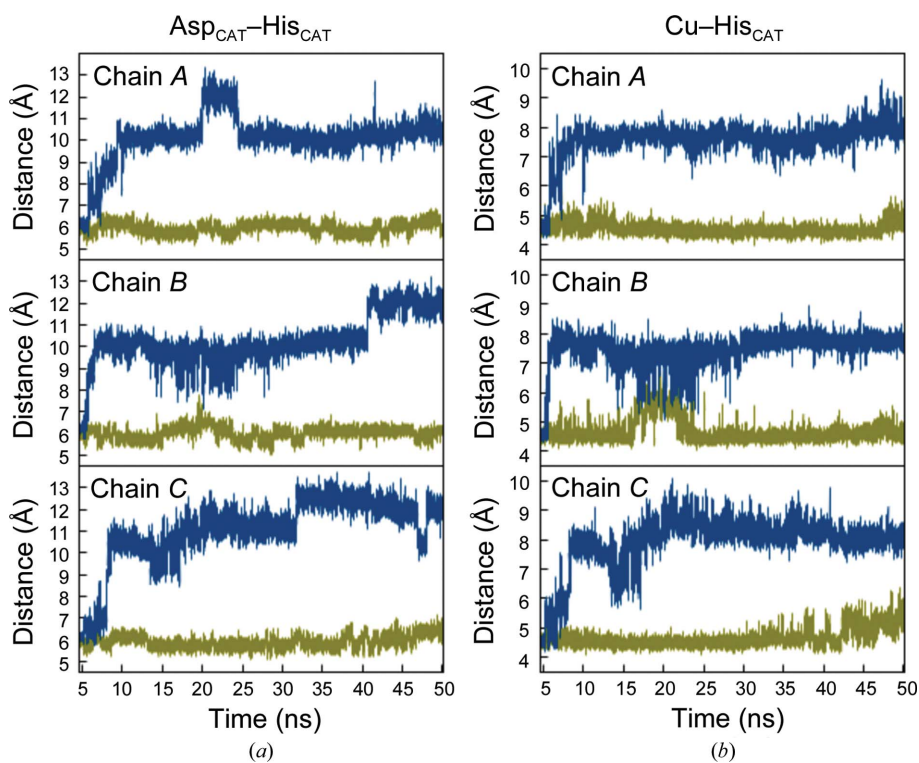 Asp_CAT–His_CAT
Cu–His_CAT
Chain A
13
12
11
10
9
8
7
6
5
Distance (Å)
Chain B
13
12
11
10
9
8
7
6
5
Distance (Å)
Chain C
13
12
11
10
9
8
7
6
5
Distance (Å)
5 10 15 20 25 30 35 40 45 50
Time (ns)
(a)
Chain A
10
9
8
7
6
5
4
Distance (Å)
Chain B
10
9
8
7
6
5
4
Distance (Å)
Chain C
10
9
8
7
6
5
4
Distance (Å)
5 10 15 20 25 30 35 40 45 50
Time (ns)
(b)